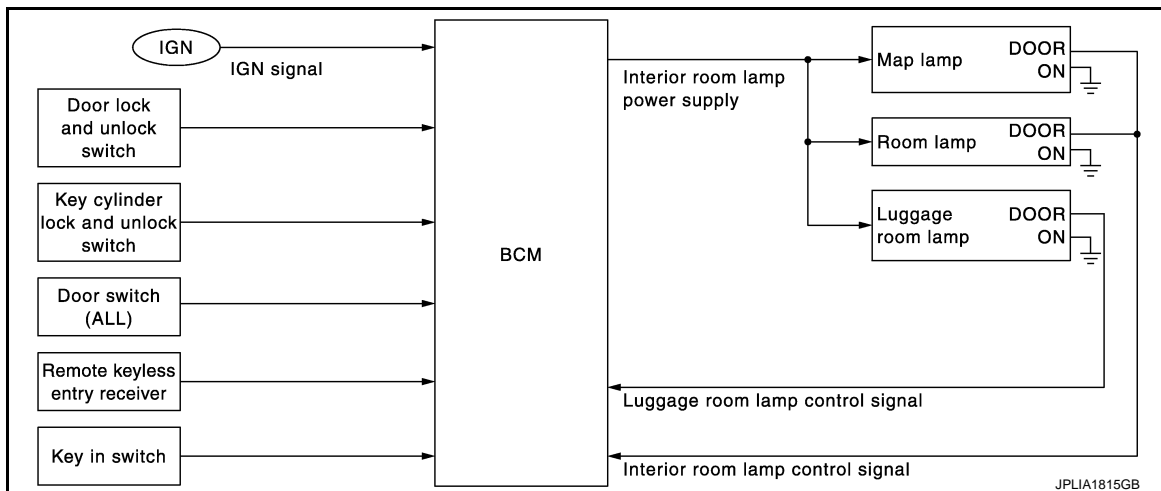 IGN
IGN signal
Door lock
and unlock
switch
Key cylinder
lock and unlock
switch
Door switch
(ALL)
Remote keyless
entry receiver
Key in switch
BCM
Interior room lamp
power supply
Map lamp
DOOR
ON
Room lamp
DOOR
ON
Luggage
room lamp
DOOR
ON
Luggage room lamp control signal
Interior room lamp control signal
JPLIA1815GB